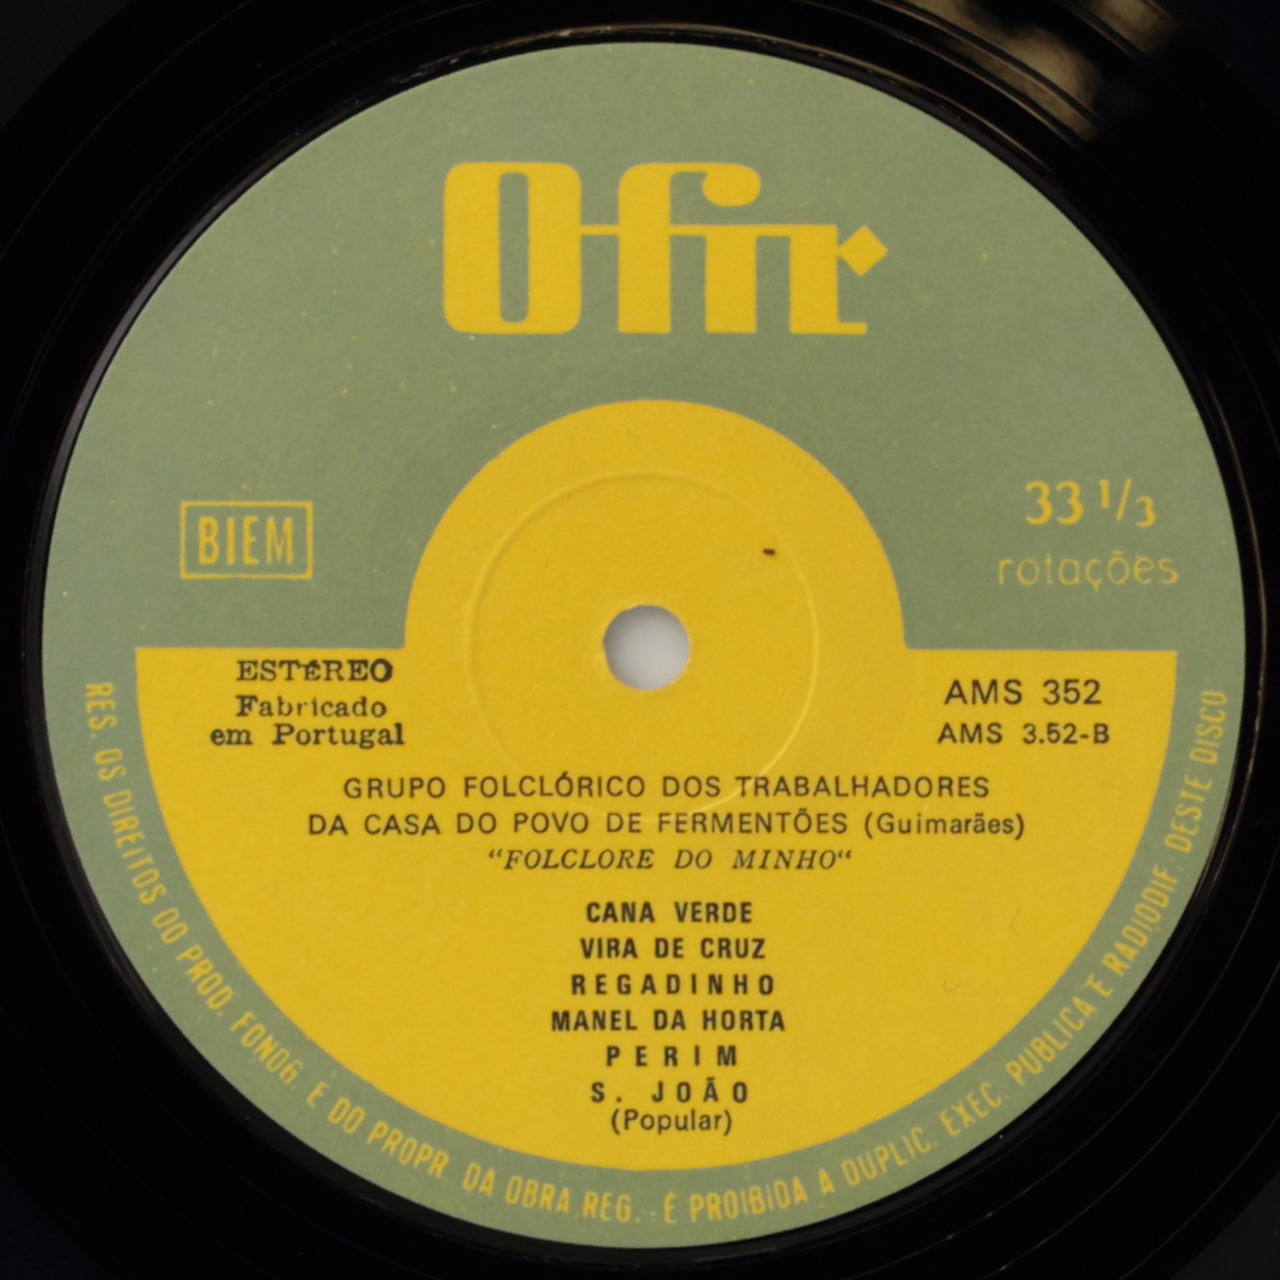 Ofir
BIEM
33 1/3
rotações
ESTÉREO
Fabricado
em Portugal
AMS 352
AMS 3.52-B
GRUPO FOLCLÓRICO DOS TRABALHADORES
DA CASA DO POVO DE FERMENTÕES (Guimarães)
“FOLCLORE DO MINHO“
CANA VERDE
VIRA DE CRUZ
REGADINHO
MANEL DA HORTA
PERIM
S. JOÃO
(Popular)
RES. OS DIREITOS DO PROD. FONOG. E DO PROPR. DA OBRA REG. - É PROIBIDA A DUPLIC. EXEC. PUBLICA E RADIODIF. DESTE DISCO